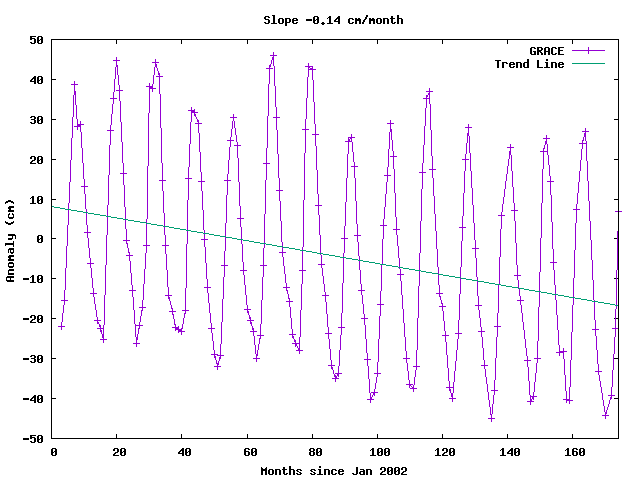 Slope -0.14 cm/month
GRACE
Trend Line
50
40
30
20
10
0
-10
-20
-30
-40
-50
Anomaly (cm)
0 20 40 60 80 100 120 140 160
Months since Jan 2002